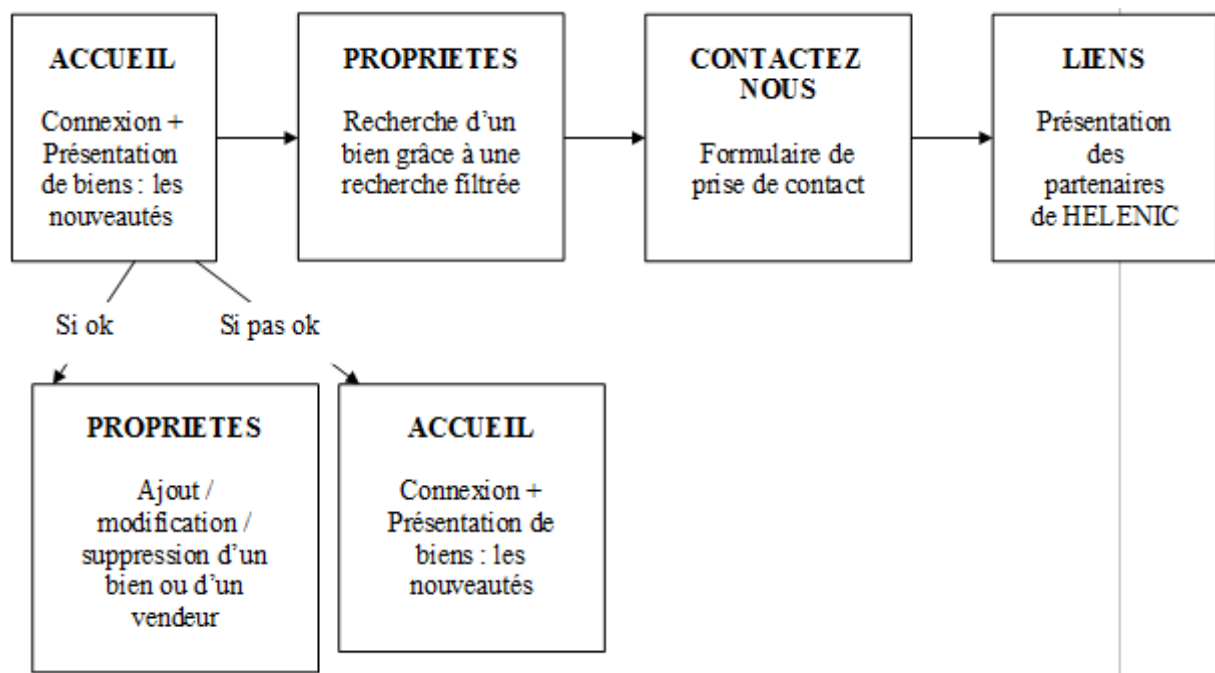 ACCUEIL
Connexion +
Présentation
de biens : les
nouveautés
PROPRIETES
Recherche d'un
bien grâce à une
recherche filtrée
CONTACTEZ
NOUS
Formulaire de
prise de contact
LIENS
Présentation
des
partenaires
de HELENIC
Si ok
Si pas ok
PROPRIETES
Ajout /
modification /
suppression d'un
bien ou d'un
vendeur
ACCUEIL
Connexion +
Présentation de
biens : les
nouveautés